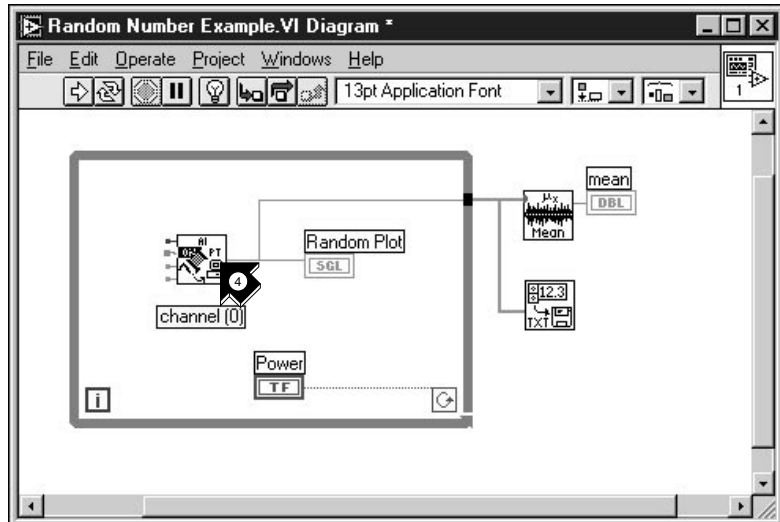 Random Number Example.VI Diagram *
File Edit Operate Project Windows Help
13pt Application Font
1
mean
DBL
μx
Mean
AI
PT
Random Plot
SGL
4
12.3
TXT
channel (0)
Power
TF
i